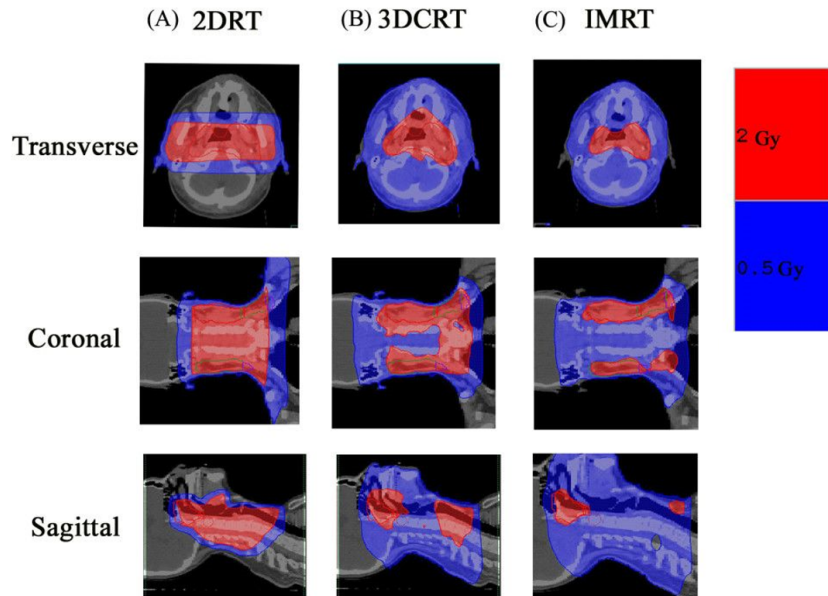 (A) 2DRT (B) 3DCRT (C) IMRT
Transverse
2 Gy
0.5 Gy
Coronal
Sagittal